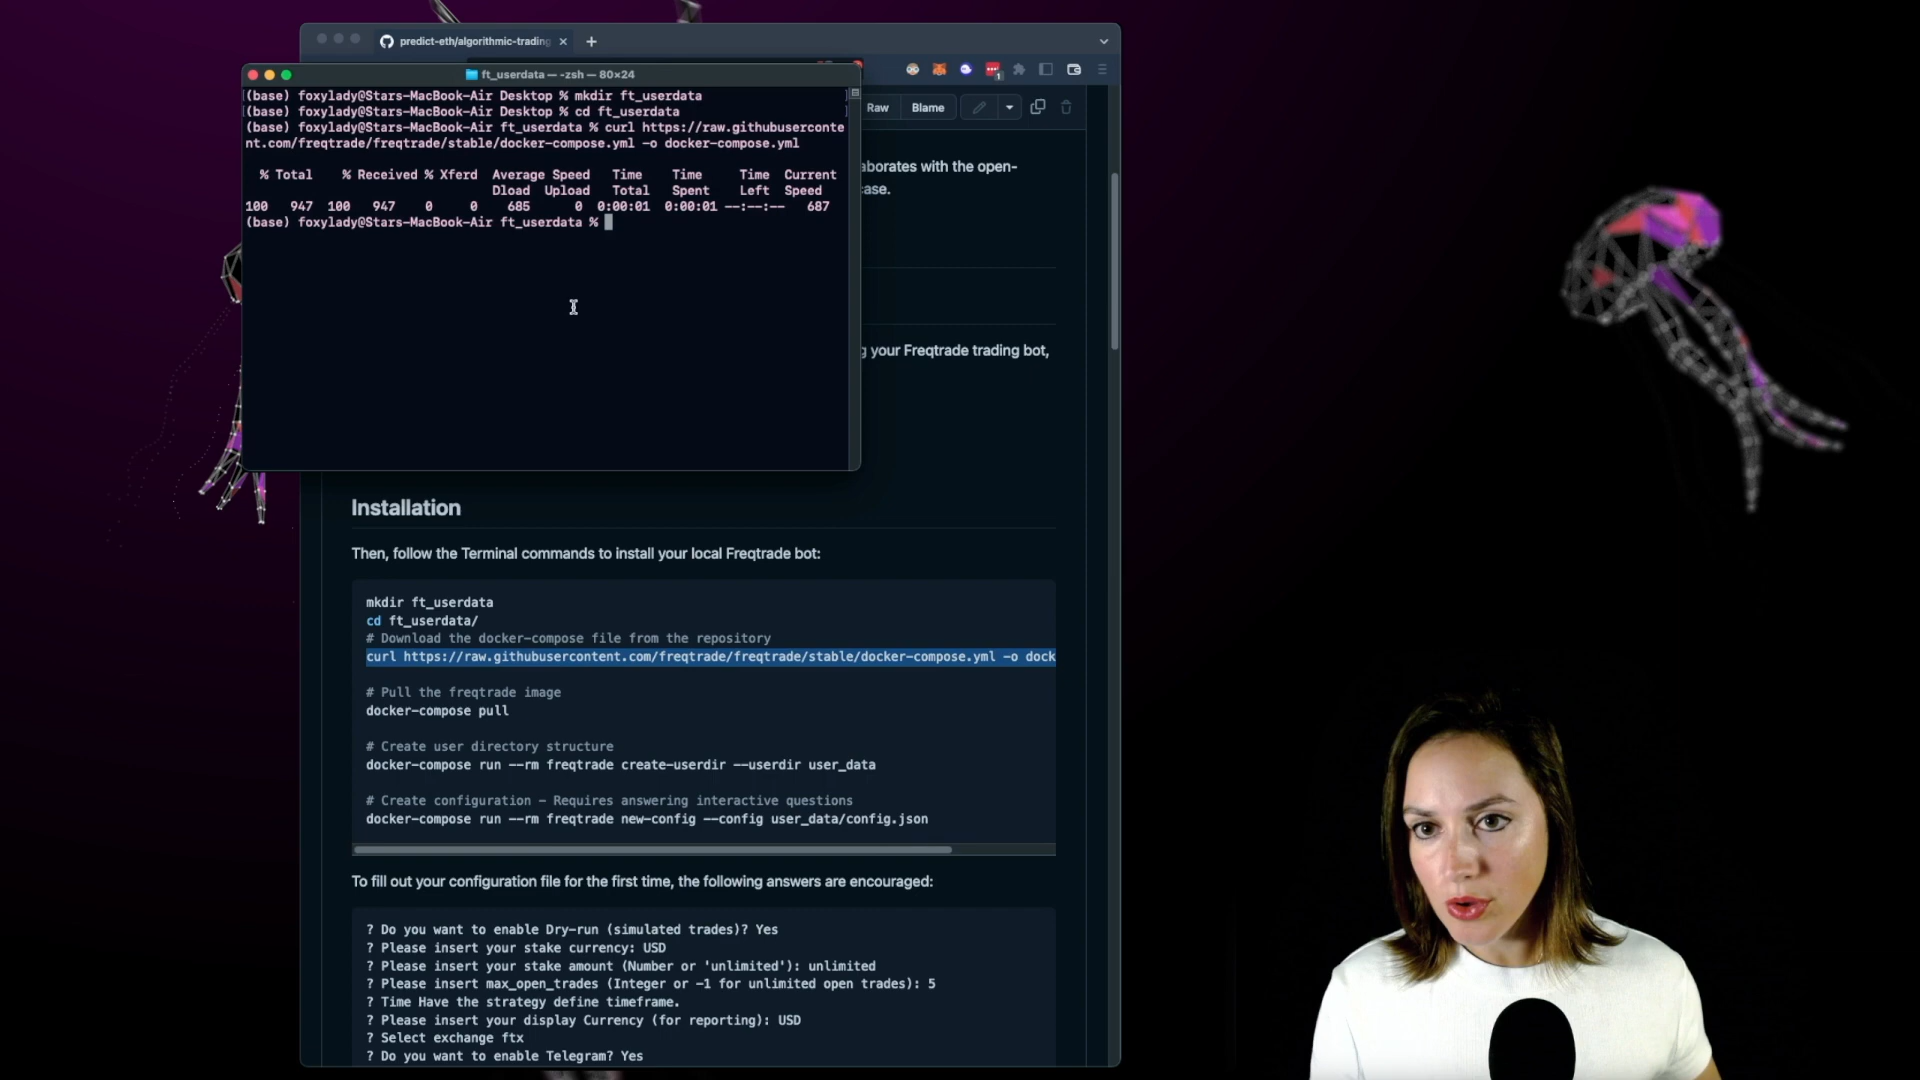 predict-eth/algorithmic-trading
ft_userdata — -zsh — 80×24
(base) foxylady@Stars-MacBook-Air Desktop % mkdir ft_userdata
(base) foxylady@Stars-MacBook-Air Desktop % cd ft_userdata
(base) foxylady@Stars-MacBook-Air ft_userdata % curl https://raw.githubuserconte
nt.com/freqtrade/freqtrade/stable/docker-compose.yml -o docker-compose.yml
% Total % Received % Xferd Average Speed Time Time Time Current
Dload Upload Total Spent Left Speed
100 947 100 947 0 0 685 0 0:00:01 0:00:01 --:--:-- 687
(base) foxylady@Stars-MacBook-Air ft_userdata %
1
Raw Blame
aborates with the open-
case.
g your Freqtrade trading bot,
Installation
Then, follow the Terminal commands to install your local Freqtrade bot:
mkdir ft_userdata
cd ft_userdata/
# Download the docker-compose file from the repository
curl https://raw.githubusercontent.com/freqtrade/freqtrade/stable/docker-compose.yml -o dock
# Pull the freqtrade image
docker-compose pull
# Create user directory structure
docker-compose run --rm freqtrade create-userdir --userdir user_data
# Create configuration - Requires answering interactive questions
docker-compose run --rm freqtrade new-config --config user_data/config.json
To fill out your configuration file for the first time, the following answers are encouraged:
? Do you want to enable Dry-run (simulated trades)? Yes
? Please insert your stake currency: USD
? Please insert your stake amount (Number or 'unlimited'): unlimited
? Please insert max_open_trades (Integer or -1 for unlimited open trades): 5
? Time Have the strategy define timeframe.
? Please insert your display Currency (for reporting): USD
? Select exchange ftx
? Do you want to enable Telegram? Yes